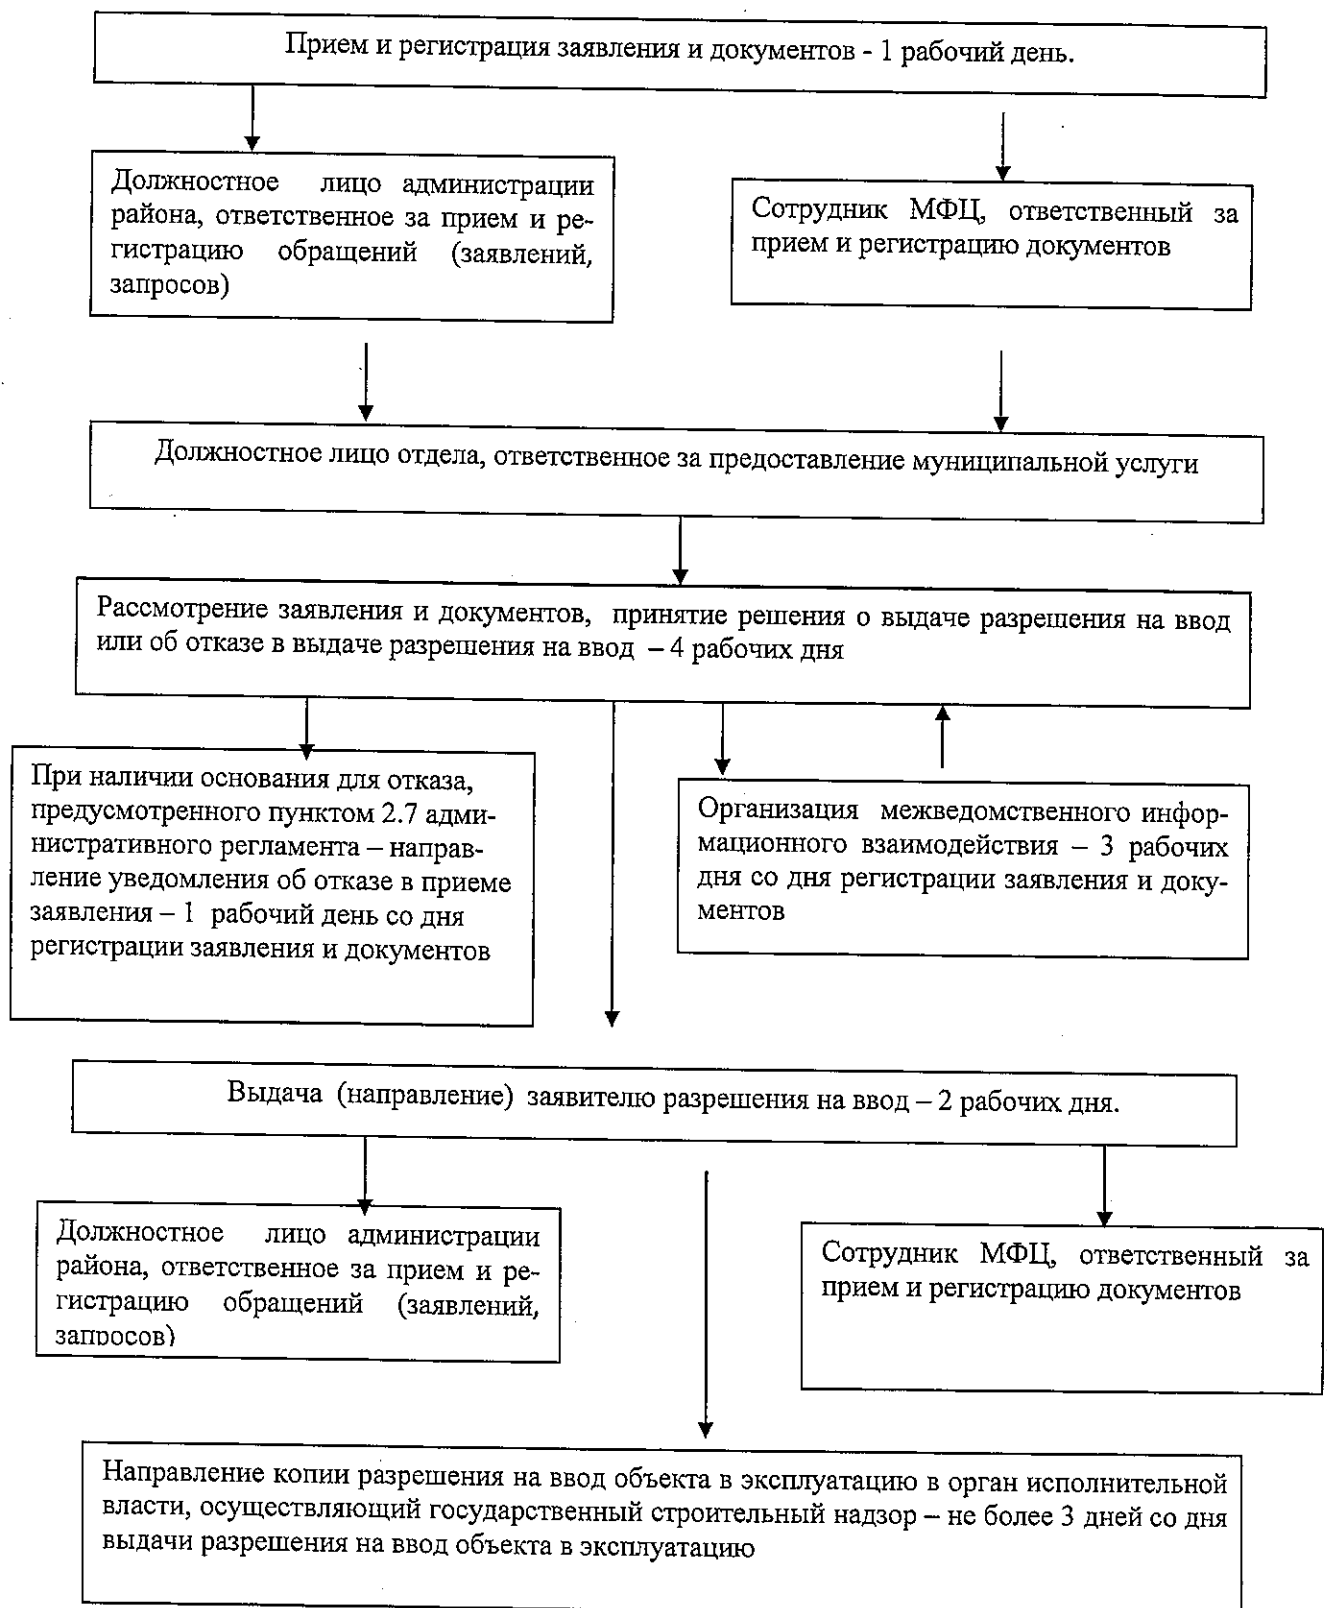 Прием и регистрация заявления и документов - 1 рабочий день.
Должностное лицо администрации
района, ответственное за прием и ре-
гистрацию обращений (заявлений,
запросов)
Сотрудник МФЦ, ответственный за
прием и регистрацию документов
Должностное лицо отдела, ответственное за предоставление муниципальной услуги
Рассмотрение заявления и документов, принятие решения о выдаче разрешения на ввод
или об отказе в выдаче разрешения на ввод – 4 рабочих дня
При наличии основания для отказа,
предусмотренного пунктом 2.7 адми-
нистративного регламента – направ-
ление уведомления об отказе в приеме
заявления – 1 рабочий день со дня
регистрации заявления и документов
Организация межведомственного инфор-
мационного взаимодействия – 3 рабочих
дня со дня регистрации заявления и доку-
ментов
Выдача (направление) заявителю разрешения на ввод – 2 рабочих дня.
Должностное лицо администрации
района, ответственное за прием и ре-
гистрацию обращений (заявлений,
запросов)
Сотрудник МФЦ, ответственный за
прием и регистрацию документов
Направление копии разрешения на ввод объекта в эксплуатацию в орган исполнительной
власти, осуществляющий государственный строительный надзор – не более 3 дней со дня
выдачи разрешения на ввод объекта в эксплуатацию